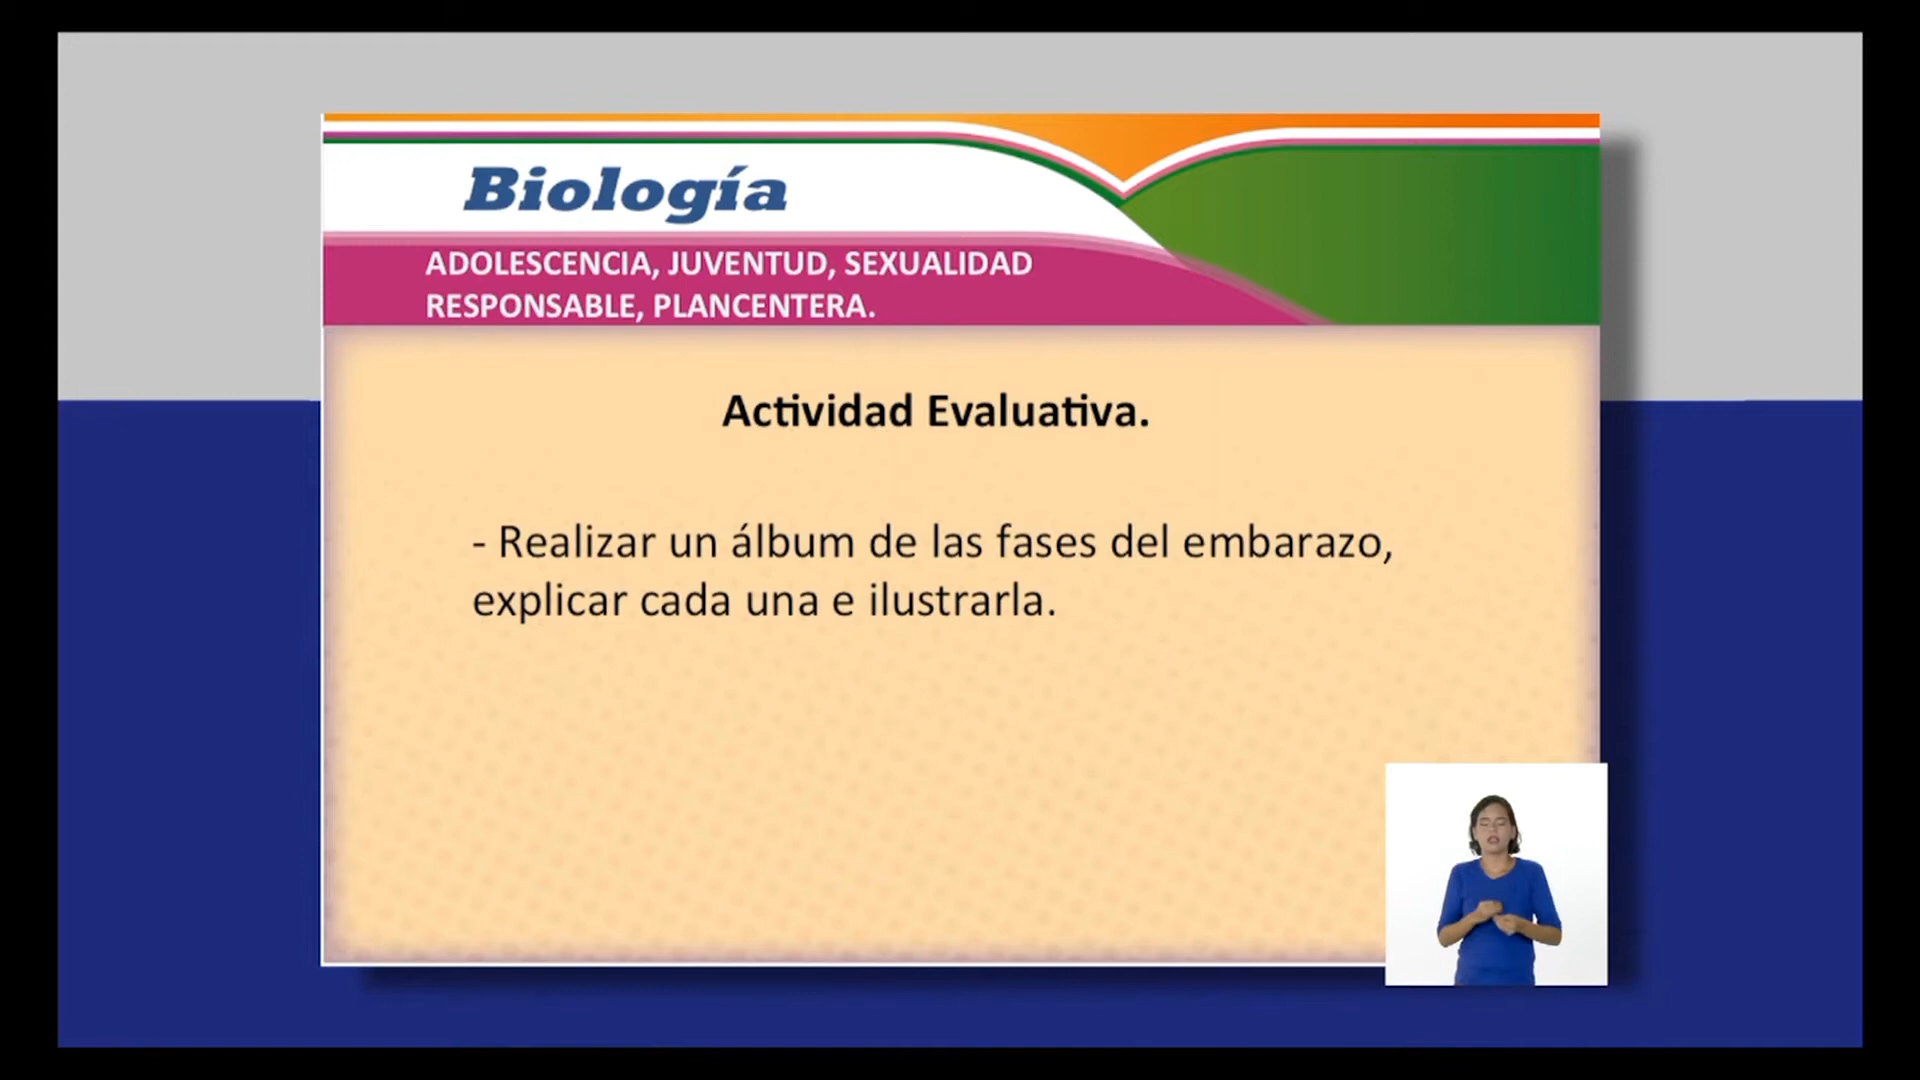 Biología
ADOLESCENCIA, JUVENTUD, SEXUALIDAD
RESPONSABLE, PLANCENTERA.
Actividad Evaluativa.
- Realizar un álbum de las fases del embarazo,
explicar cada una e ilustrarla.